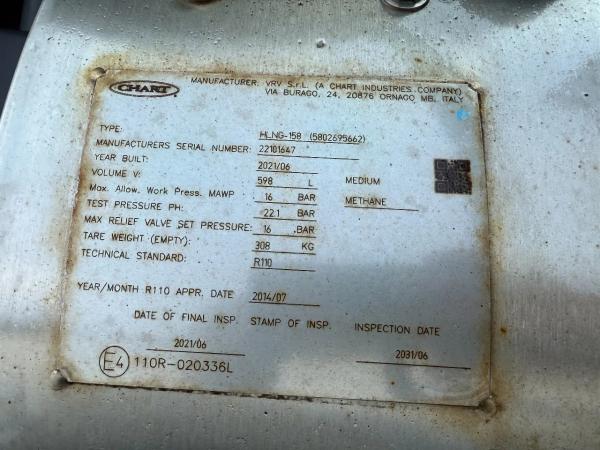 CHART
MANUFACTURER: VRV S.r.L. (A CHART INDUSTRIES COMPANY)
VIA BURAGO, 24, 20876 ORNAGO MB, ITALY
TYPE: HLNG-158 (5802695662)
MANUFACTURERS SERIAL NUMBER: 22101647
YEAR BUILT: 2021/06
VOLUME V: 598 L MEDIUM
Max. Allow. Work Press. MAWP 16 BAR METHANE
TEST PRESSURE PH: 22.1 BAR
MAX RELIEF VALVE SET PRESSURE: 16 BAR
TARE WEIGHT (EMPTY): 308 KG
TECHNICAL STANDARD: R110
YEAR/MONTH R110 APPR. DATE 2014/07
DATE OF FINAL INSP. STAMP OF INSP. INSPECTION DATE
2021/06 2031/06
E4 110R-020336L